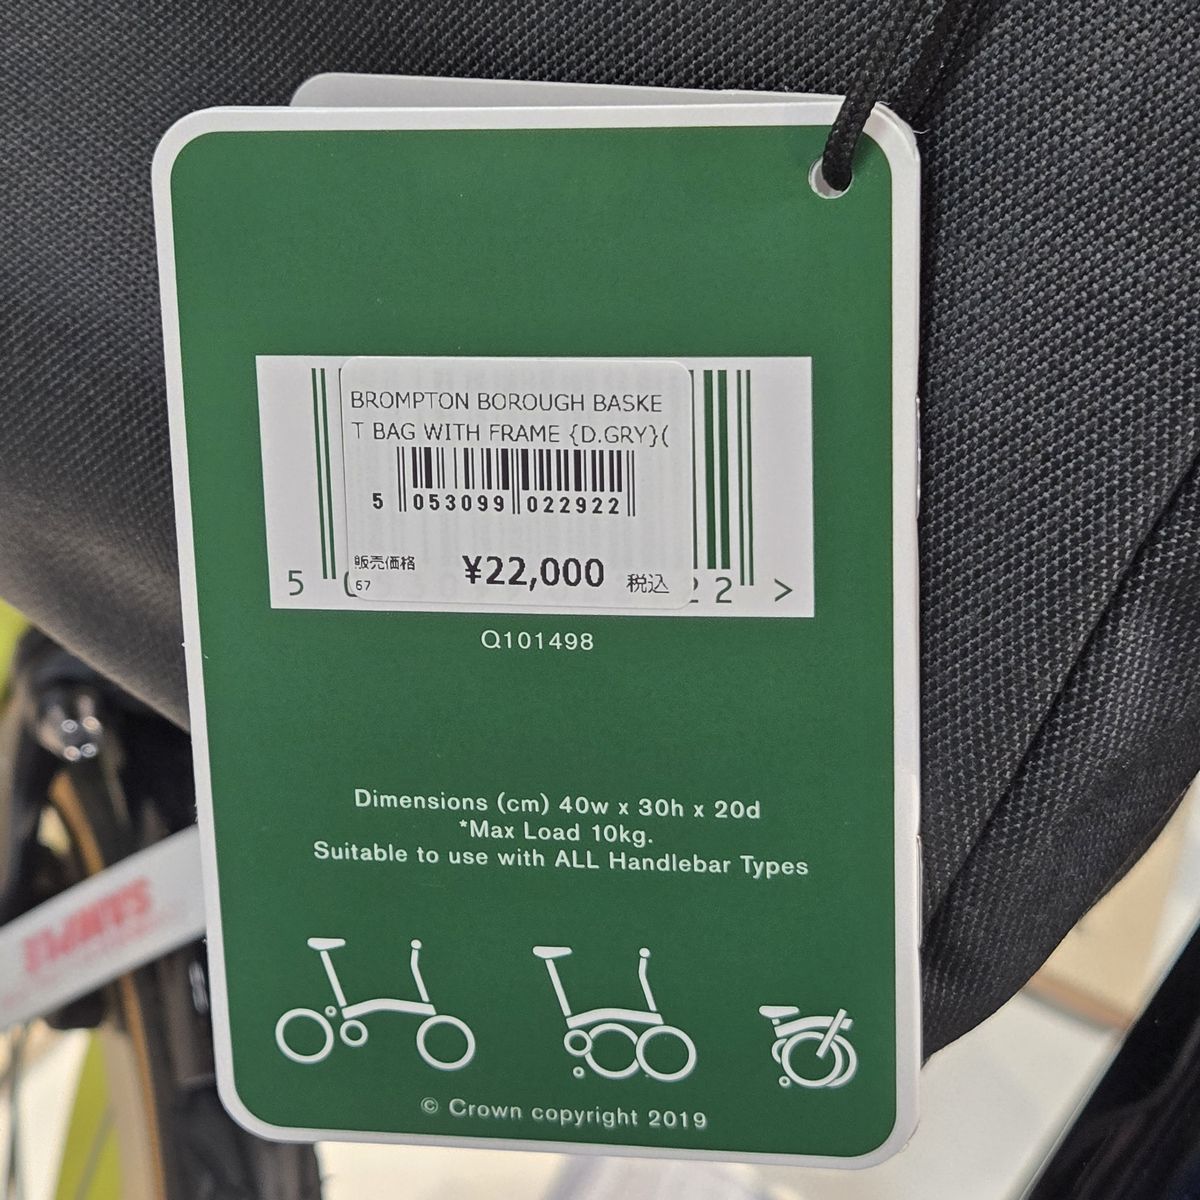 BROMPTON BOROUGH BASKE
T BAG WITH FRAME {D.GRY}(
5 053099 022922
販売価格
67
¥22,000 税込
5
22 >
Q101498
Dimensions (cm) 40w x 30h x 20d
*Max Load 10kg.
Suitable to use with ALL Handlebar Types
© Crown copyright 2019